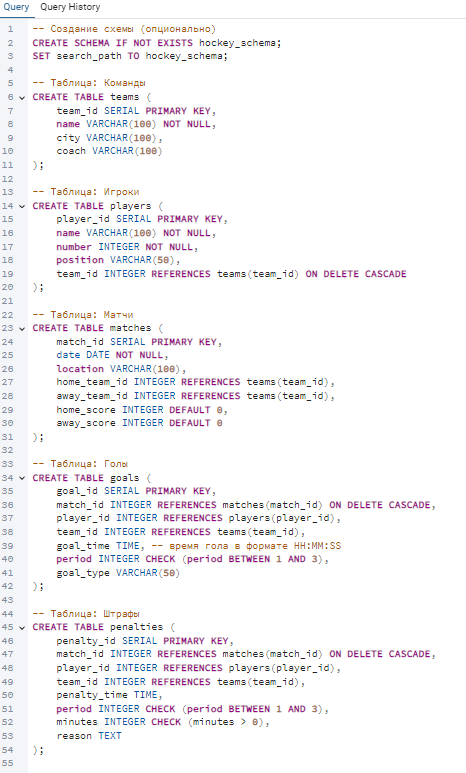 Query Query History
1 -- Создание схемы (опционально)
2 CREATE SCHEMA IF NOT EXISTS hockey_schema;
3 SET search_path TO hockey_schema;
4
5 -- Таблица: Команды
6 CREATE TABLE teams (
7 team_id SERIAL PRIMARY KEY,
8 name VARCHAR(100) NOT NULL,
9 city VARCHAR(100),
10 coach VARCHAR(100)
11 );
12
13 -- Таблица: Игроки
14 CREATE TABLE players (
15 player_id SERIAL PRIMARY KEY,
16 name VARCHAR(100) NOT NULL,
17 number INTEGER NOT NULL,
18 position VARCHAR(50),
19 team_id INTEGER REFERENCES teams(team_id) ON DELETE CASCADE
20 );
21
22 -- Таблица: Матчи
23 CREATE TABLE matches (
24 match_id SERIAL PRIMARY KEY,
25 date DATE NOT NULL,
26 location VARCHAR(100),
27 home_team_id INTEGER REFERENCES teams(team_id),
28 away_team_id INTEGER REFERENCES teams(team_id),
29 home_score INTEGER DEFAULT 0,
30 away_score INTEGER DEFAULT 0
31 );
32
33 -- Таблица: Голы
34 CREATE TABLE goals (
35 goal_id SERIAL PRIMARY KEY,
36 match_id INTEGER REFERENCES matches(match_id) ON DELETE CASCADE,
37 player_id INTEGER REFERENCES players(player_id),
38 team_id INTEGER REFERENCES teams(team_id),
39 goal_time TIME, -- время гола в формате HH:MM:SS
40 period INTEGER CHECK (period BETWEEN 1 AND 3),
41 goal_type VARCHAR(50)
42 );
43
44 -- Таблица: Штрафы
45 CREATE TABLE penalties (
46 penalty_id SERIAL PRIMARY KEY,
47 match_id INTEGER REFERENCES matches(match_id) ON DELETE CASCADE,
48 player_id INTEGER REFERENCES players(player_id),
49 team_id INTEGER REFERENCES teams(team_id),
50 penalty_time TIME,
51 period INTEGER CHECK (period BETWEEN 1 AND 3),
52 minutes INTEGER CHECK (minutes > 0),
53 reason TEXT
54 );
55